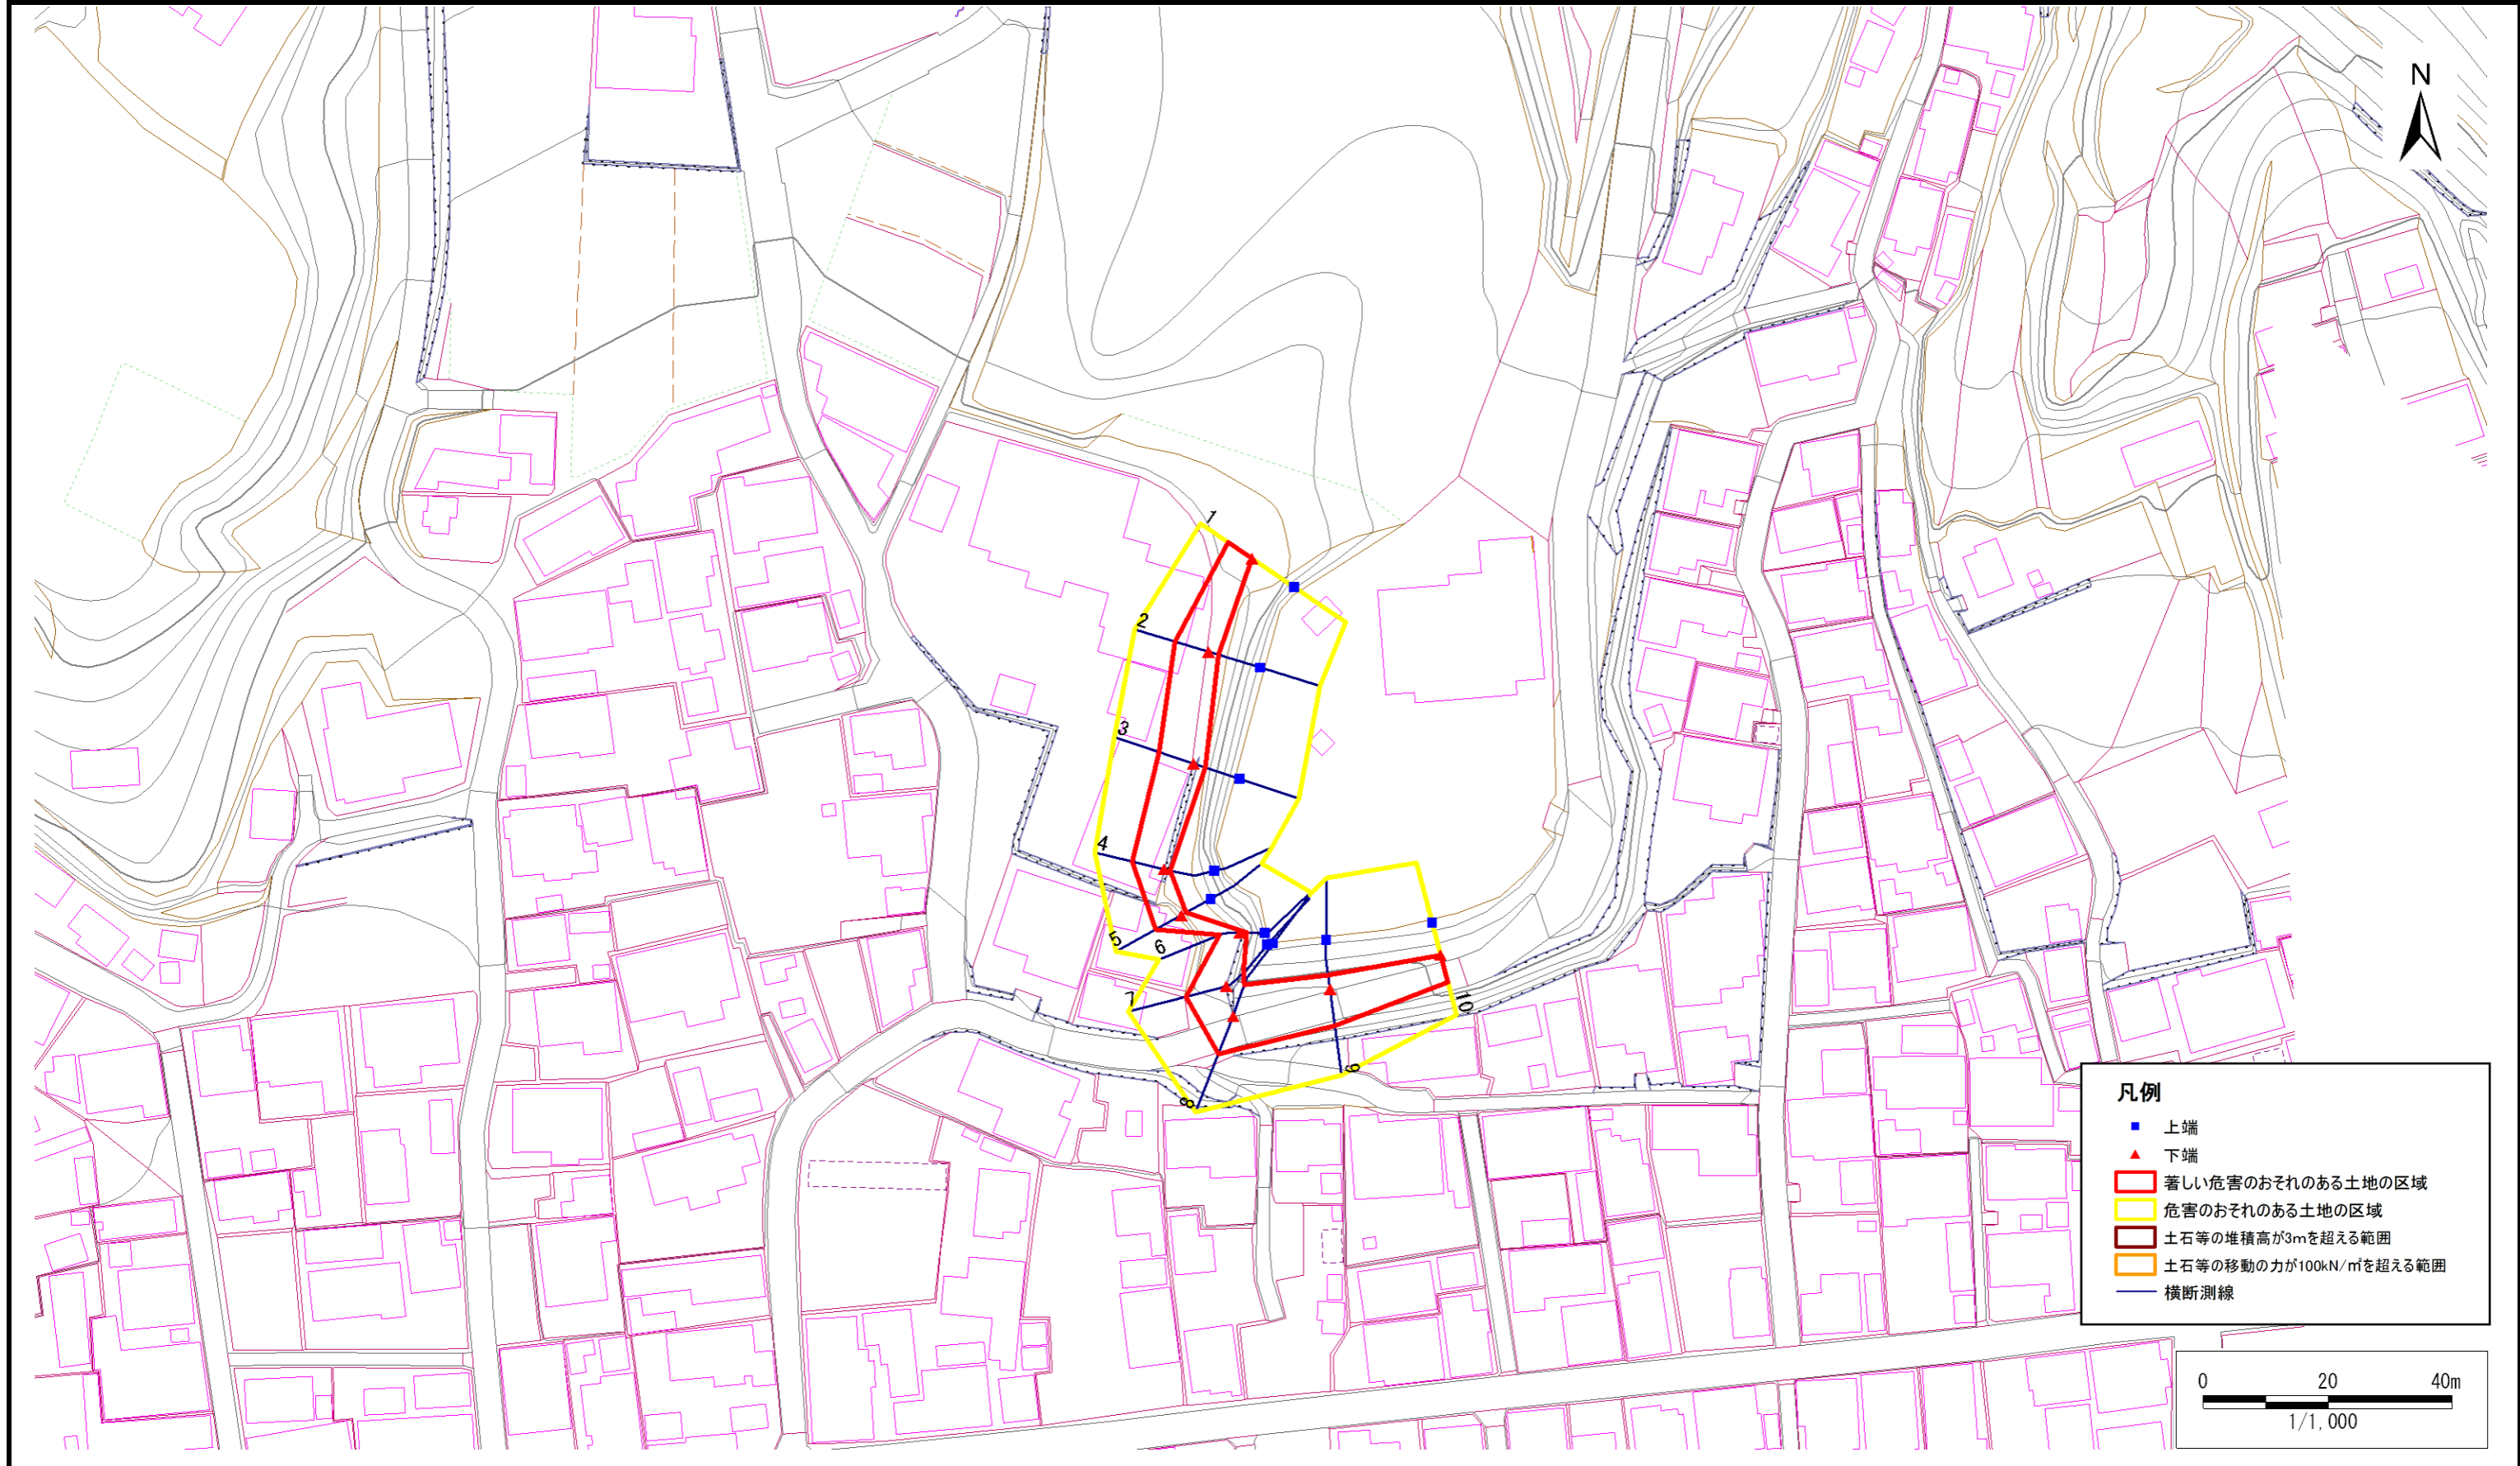 N
1
2
3
4
5
6
7
8
9
10
凡例
上端
下端
著しい危害のおそれのある土地の区域
危害のおそれのある土地の区域
土石等の堆積高が3mを超える範囲
土石等の移動の力が100kN/㎡を超える範囲
横断測線
0 20 40m
1/1,000